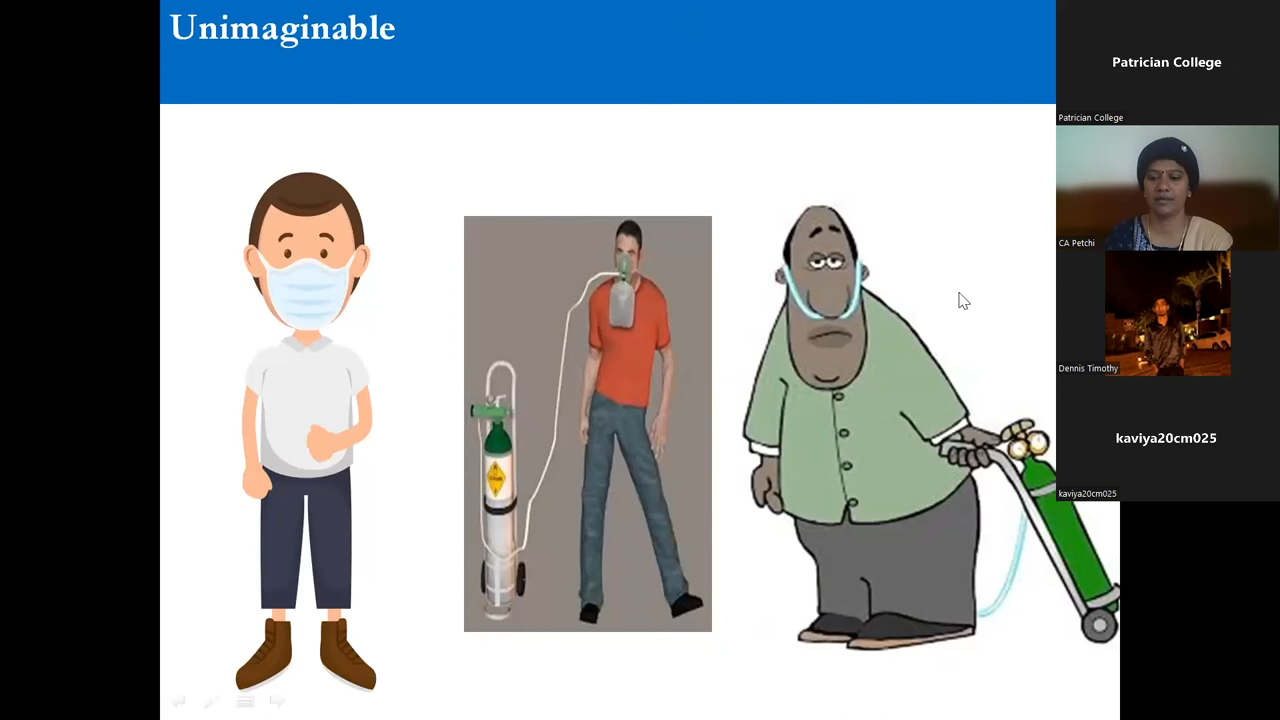 Unimaginable
Patrician College
Patrician College
CA Petchi
Dennis Timothy
kaviya20cm025
kaviya20cm025